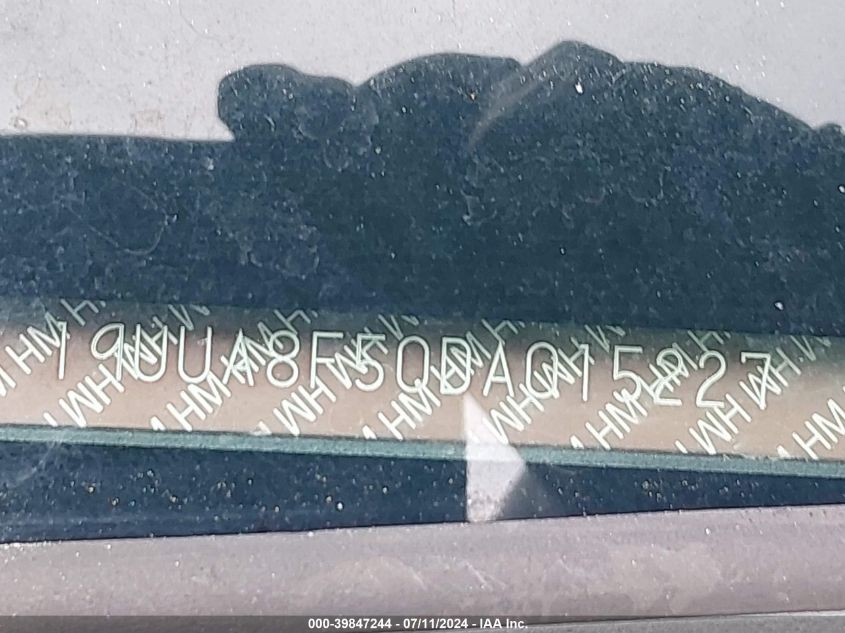 19UUA8F50DA015227
000-39847244 - 07/11/2024 - IAA Inc.